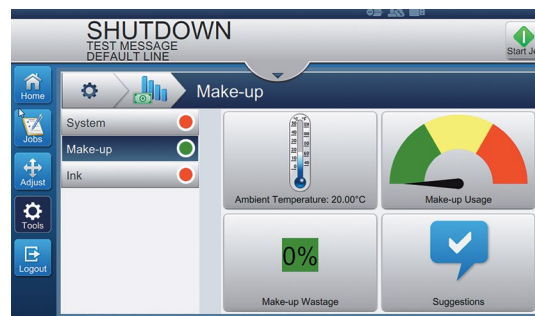 SHUTDOWN
TEST MESSAGE
DEFAULT LINE
Start
Home
Make-up
Jobs
System
Make-up
Adjust
Ink
Ambient Temperature: 20.00°C
Make-up Usage
Tools
0%
Logout
Make-up Wastage
Suggestions